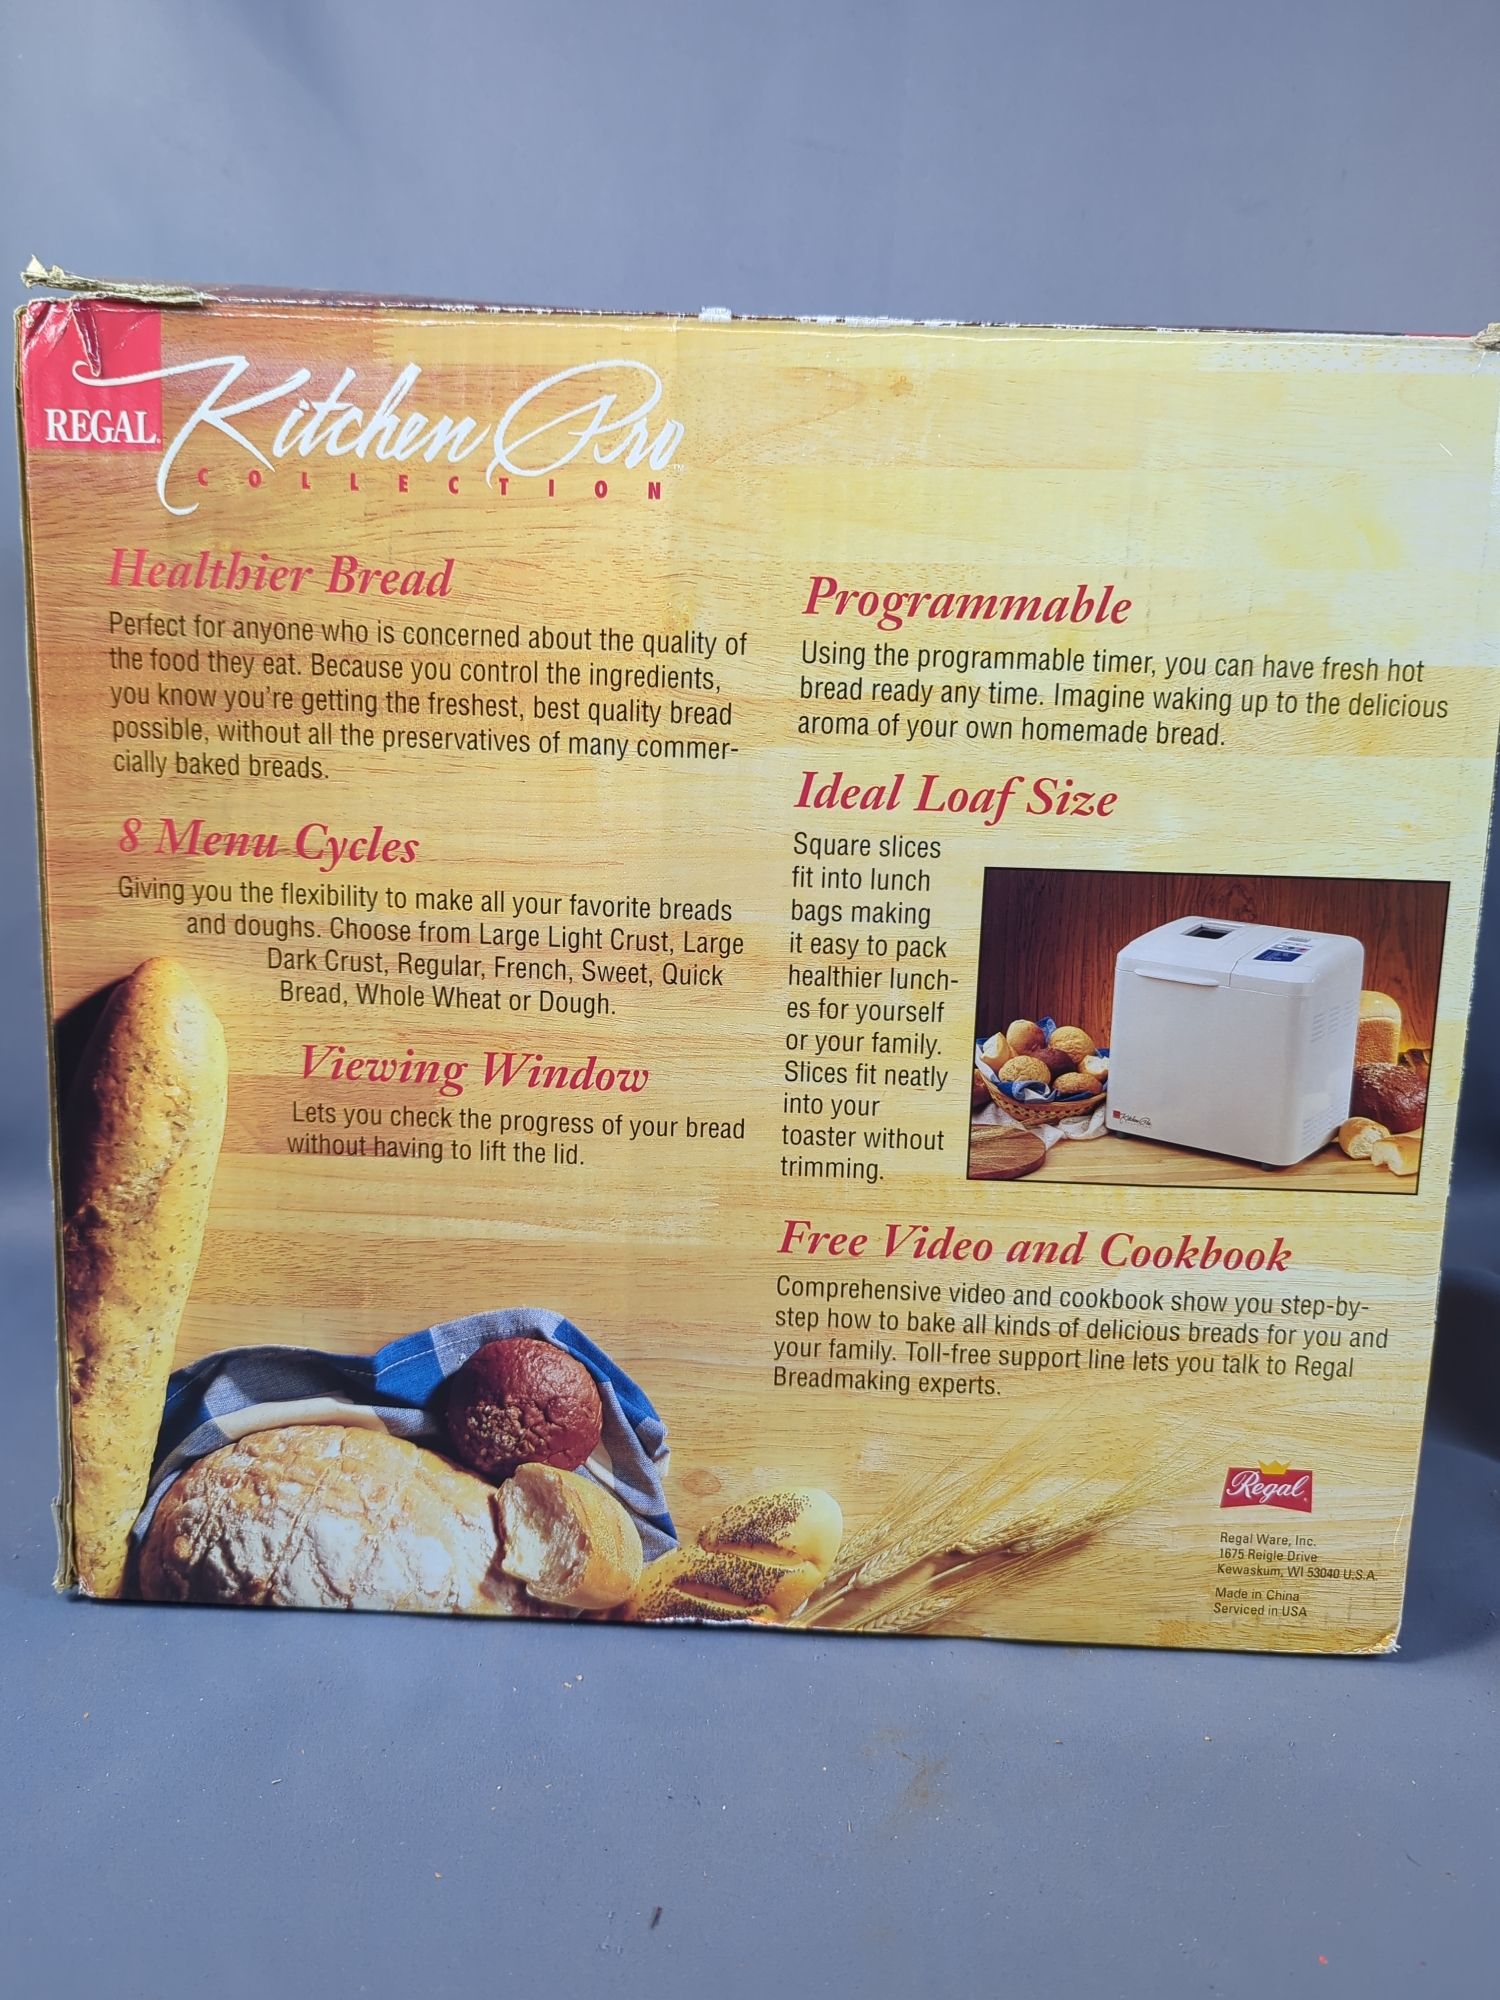 REGAL
Kitchen Pro™
COLLECTION
Healthier Bread
Perfect for anyone who is concerned about the quality of
the food they eat. Because you control the ingredients,
you know you're getting the freshest, best quality bread
possible, without all the preservatives of many commer-
cially baked breads.
8 Menu Cycles
Giving you the flexibility to make all your favorite breads
and doughs. Choose from Large Light Crust, Large
Dark Crust, Regular, French, Sweet, Quick
Bread, Whole Wheat or Dough.
Viewing Window
Lets you check the progress of your bread
without having to lift the lid.
Programmable
Using the programmable timer, you can have fresh hot
bread ready any time. Imagine waking up to the delicious
aroma of your own homemade bread.
Ideal Loaf Size
Square slices
fit into lunch
bags making
it easy to pack
healthier lunch-
es for yourself
or your family.
Slices fit neatly
into your
toaster without
trimming.
Kitchen Pro
Free Video and Cookbook
Comprehensive video and cookbook show you step-by-
step how to bake all kinds of delicious breads for you and
your family. Toll-free support line lets you talk to Regal
Breadmaking experts.
Regal
Regal Ware, Inc.
1675 Reigle Drive
Kewaskum, WI 53040 U.S.A.
Made in China
Serviced in USA